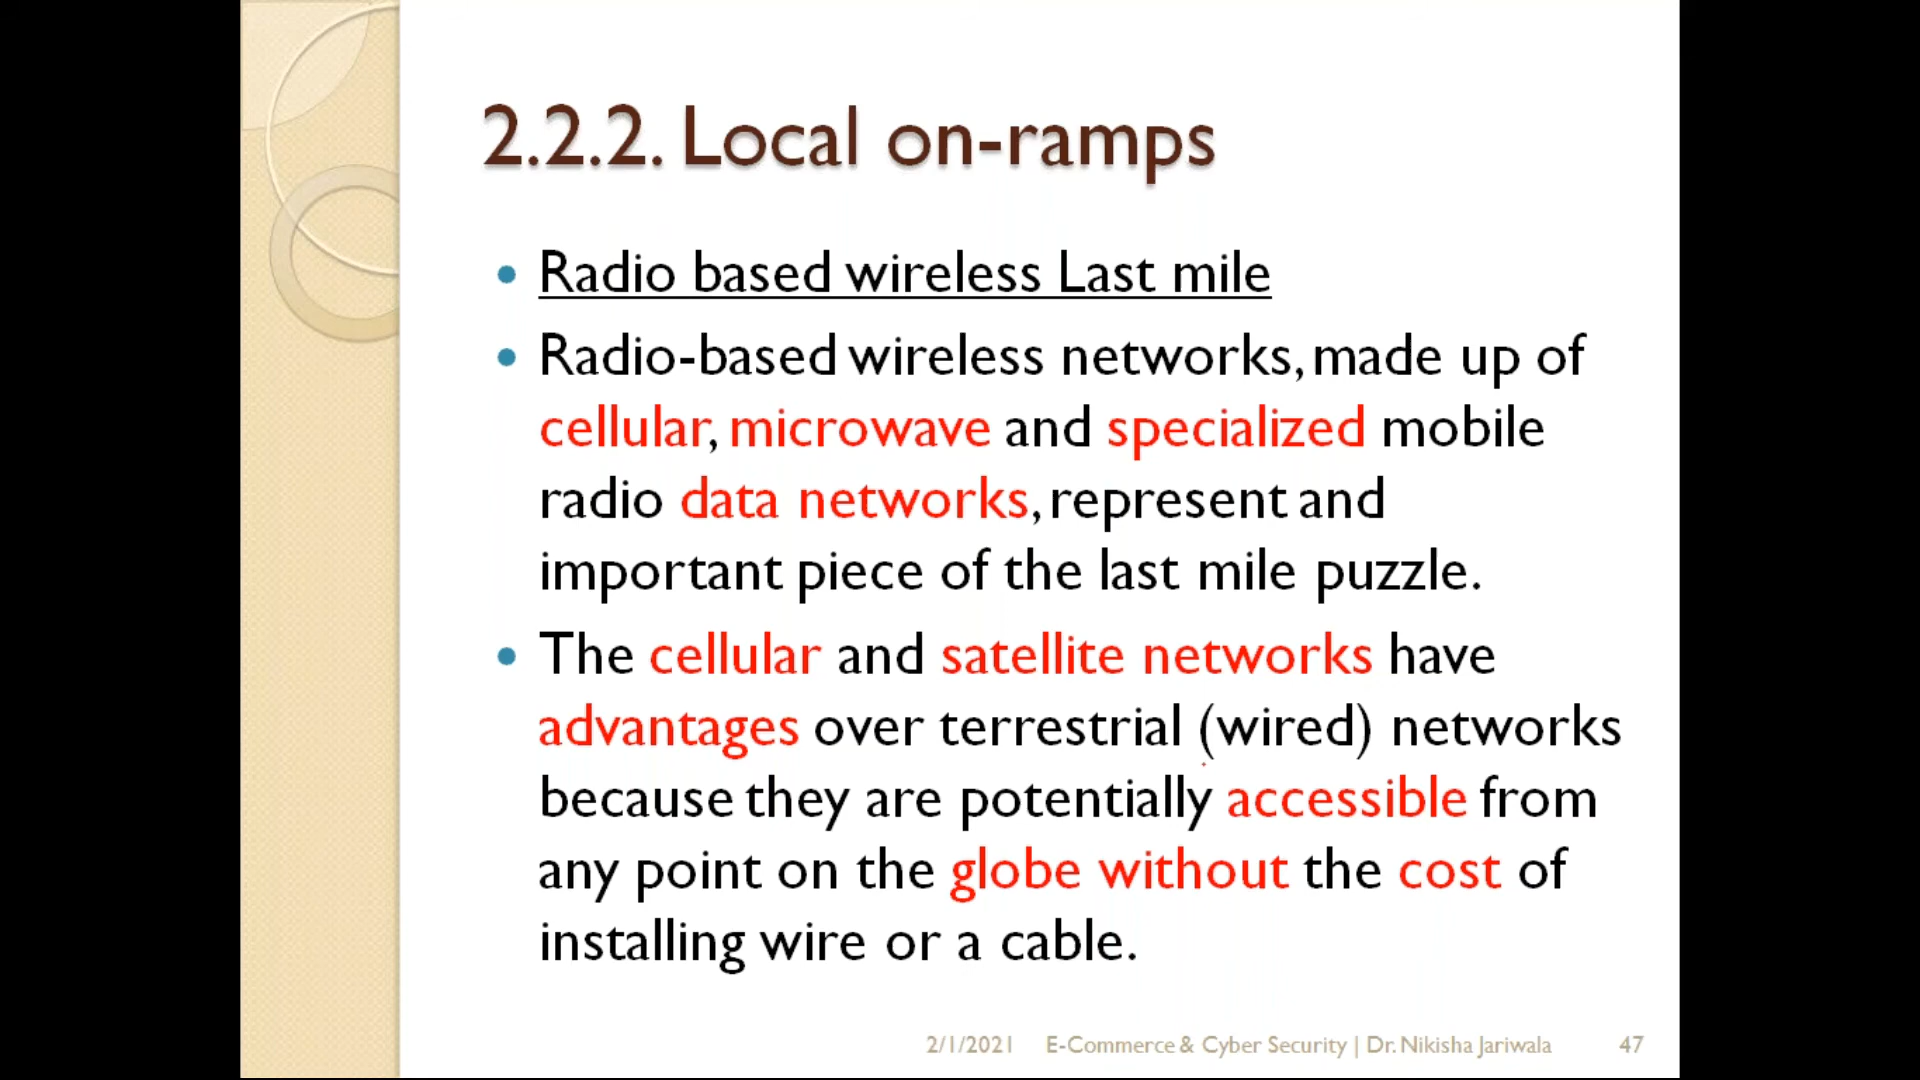 2.2.2. Local on-ramps
• Radio based wireless Last mile
• Radio-based wireless networks, made up of
cellular, microwave and specialized mobile
radio data networks, represent and
important piece of the last mile puzzle.
• The cellular and satellite networks have
advantages over terrestrial (wired) networks
because they are potentially accessible from
any point on the globe without the cost of
installing wire or a cable.
2/1/2021 E-Commerce & Cyber Security | Dr. Nikisha Jariwala 47